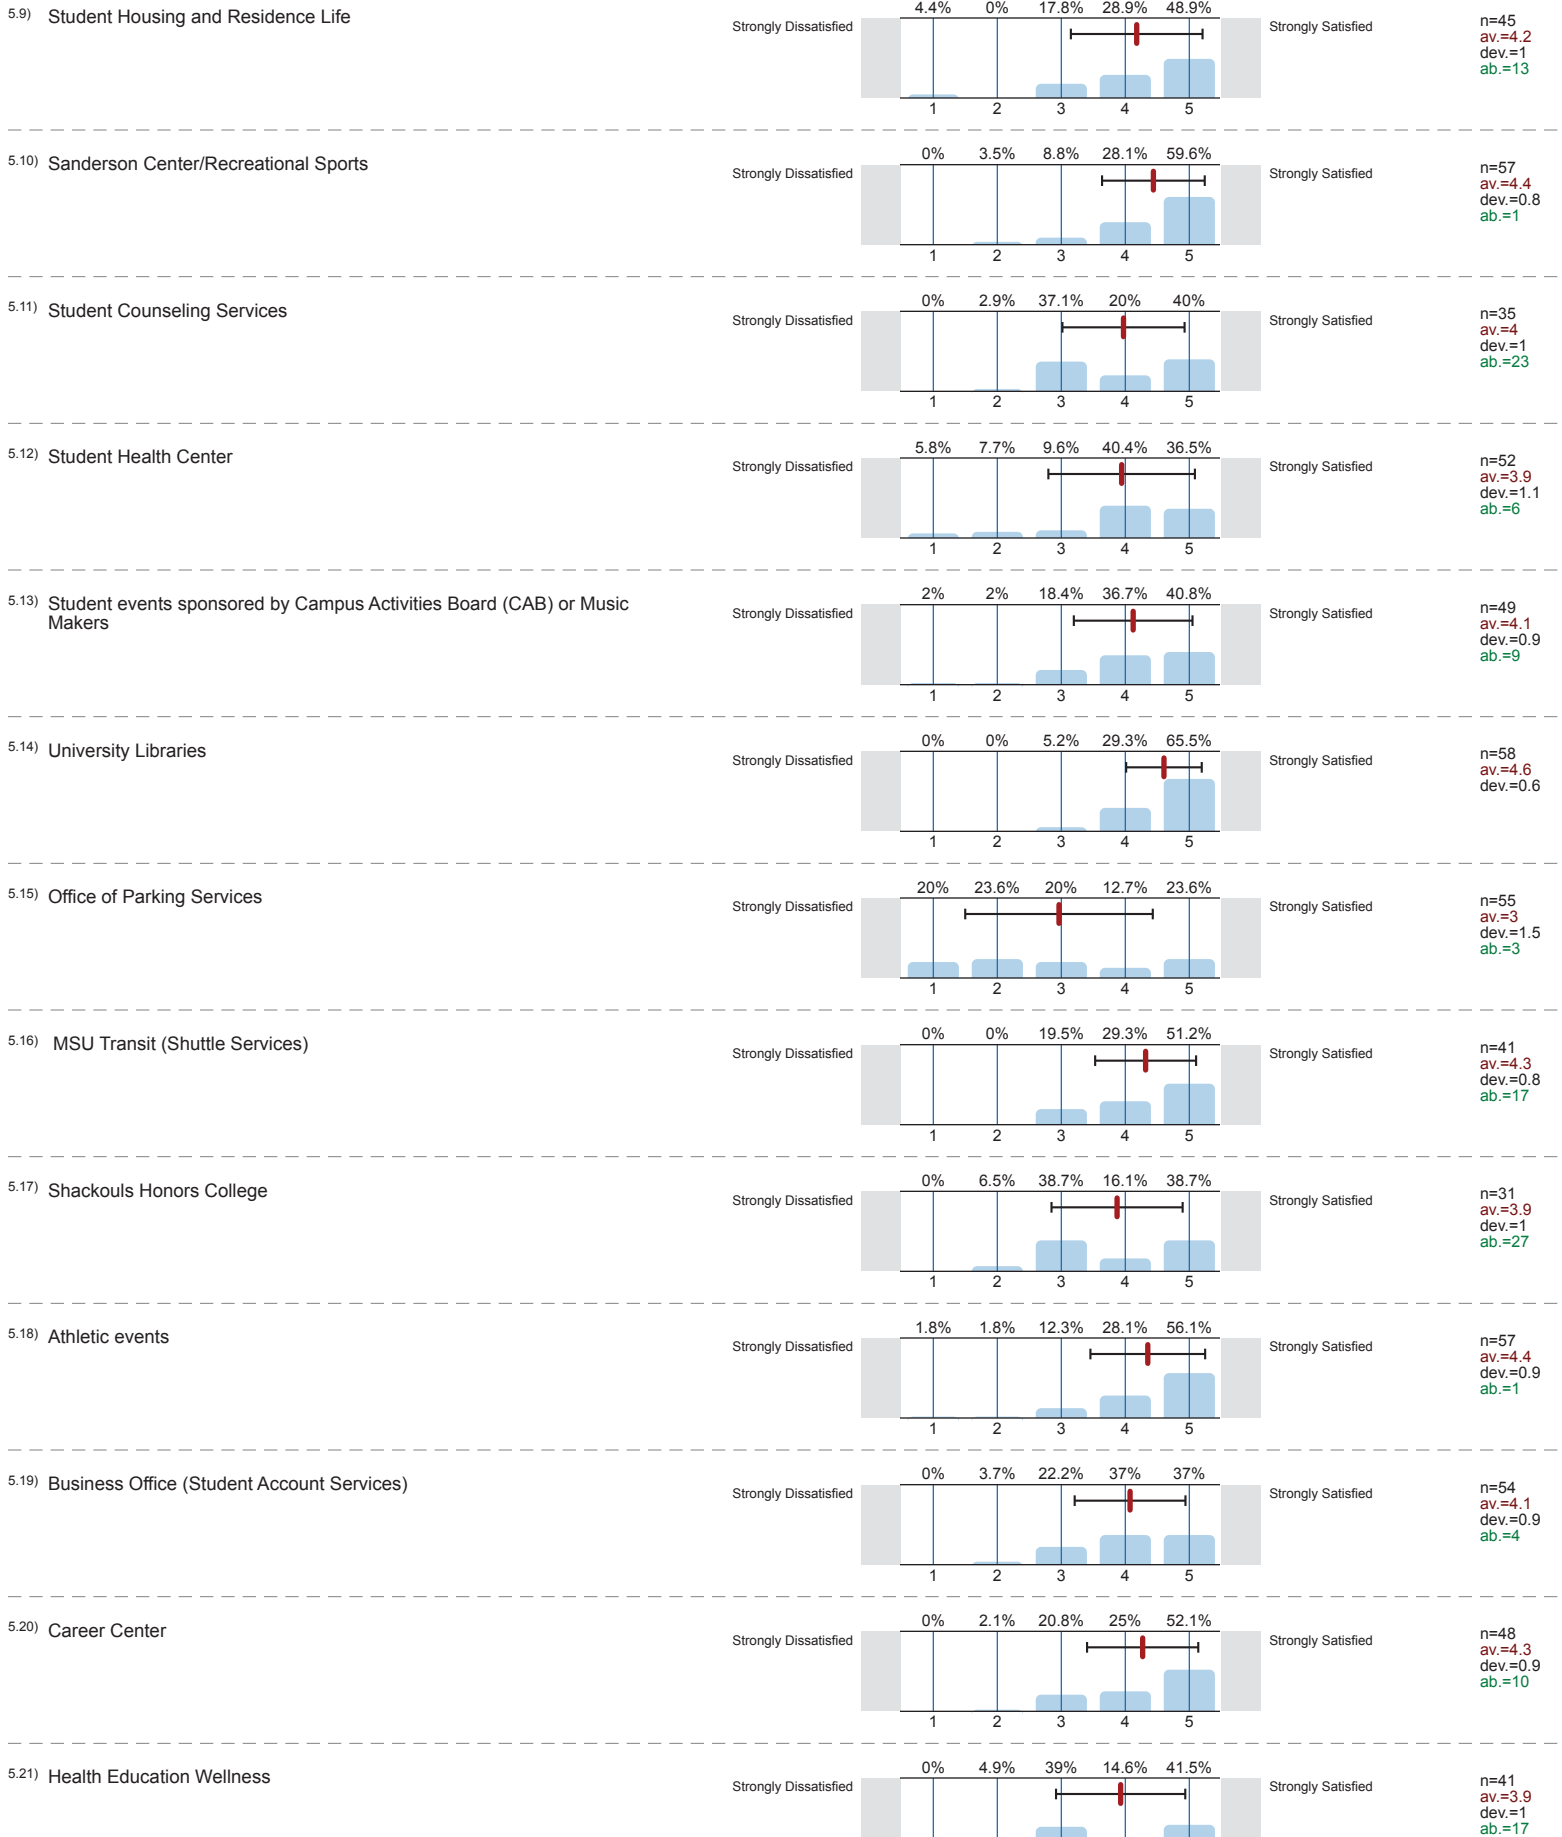 5.9) Student Housing and Residence Life
4.4% 0% 17.8% 28.9% 48.9%
Strongly Dissatisfied
Strongly Satisfied
1 2 3 4 5
n=45
av.=4.2
dev.=1
ab.=13
5.10) Sanderson Center/Recreational Sports
0% 3.5% 8.8% 28.1% 59.6%
Strongly Dissatisfied
Strongly Satisfied
1 2 3 4 5
n=57
av.=4.4
dev.=0.8
ab.=1
5.11) Student Counseling Services
0% 2.9% 37.1% 20% 40%
Strongly Dissatisfied
Strongly Satisfied
1 2 3 4 5
n=35
av.=4
dev.=1
ab.=23
5.12) Student Health Center
5.8% 7.7% 9.6% 40.4% 36.5%
Strongly Dissatisfied
Strongly Satisfied
1 2 3 4 5
n=52
av.=3.9
dev.=1.1
ab.=6
5.13) Student events sponsored by Campus Activities Board (CAB) or Music
Makers
2% 2% 18.4% 36.7% 40.8%
Strongly Dissatisfied
Strongly Satisfied
1 2 3 4 5
n=49
av.=4.1
dev.=0.9
ab.=9
5.14) University Libraries
0% 0% 5.2% 29.3% 65.5%
Strongly Dissatisfied
Strongly Satisfied
1 2 3 4 5
n=58
av.=4.6
dev.=0.6
5.15) Office of Parking Services
20% 23.6% 20% 12.7% 23.6%
Strongly Dissatisfied
Strongly Satisfied
1 2 3 4 5
n=55
av.=3
dev.=1.5
ab.=3
5.16) MSU Transit (Shuttle Services)
0% 0% 19.5% 29.3% 51.2%
Strongly Dissatisfied
Strongly Satisfied
1 2 3 4 5
n=41
av.=4.3
dev.=0.8
ab.=17
5.17) Shackouls Honors College
0% 6.5% 38.7% 16.1% 38.7%
Strongly Dissatisfied
Strongly Satisfied
1 2 3 4 5
n=31
av.=3.9
dev.=1
ab.=27
5.18) Athletic events
1.8% 1.8% 12.3% 28.1% 56.1%
Strongly Dissatisfied
Strongly Satisfied
1 2 3 4 5
n=57
av.=4.4
dev.=0.9
ab.=1
5.19) Business Office (Student Account Services)
0% 3.7% 22.2% 37% 37%
Strongly Dissatisfied
Strongly Satisfied
1 2 3 4 5
n=54
av.=4.1
dev.=0.9
ab.=4
5.20) Career Center
0% 2.1% 20.8% 25% 52.1%
Strongly Dissatisfied
Strongly Satisfied
1 2 3 4 5
n=48
av.=4.3
dev.=0.9
ab.=10
5.21) Health Education Wellness
0% 4.9% 39% 14.6% 41.5%
Strongly Dissatisfied
Strongly Satisfied
n=41
av.=3.9
dev.=1
ab.=17